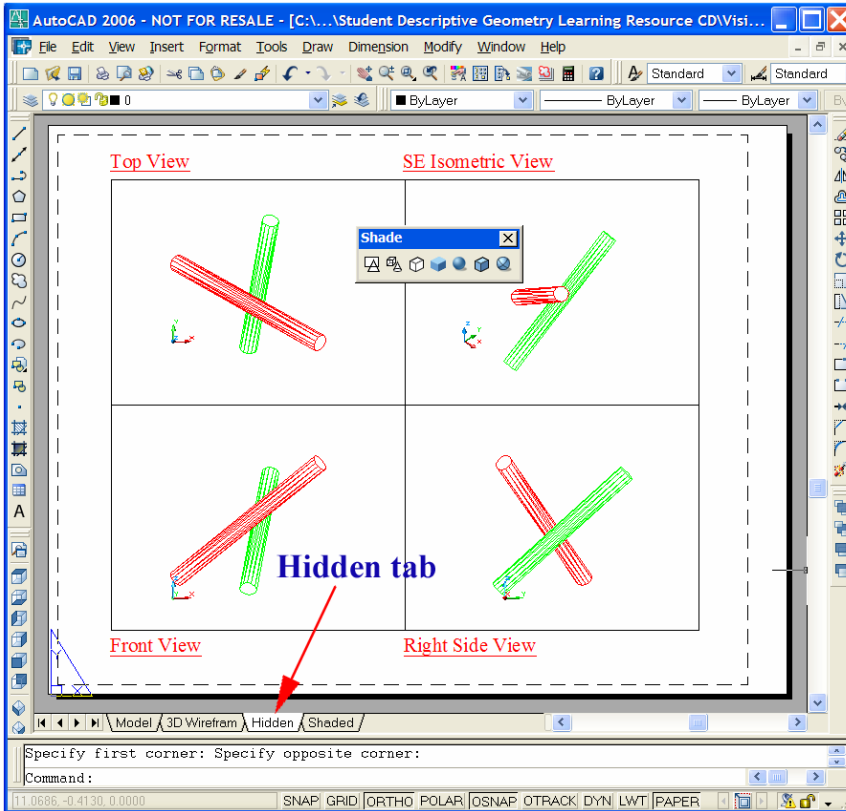 AutoCAD 2006 - NOT FOR RESALE - [C:\...\Student Descriptive Geometry Learning Resource CD\Visi...
File Edit View Insert Format Tools Draw Dimension Modify Window Help
Standard Standard
0 ByLayer ByLayer ByLayer By
Top View SE Isometric View
Shade
Y X Z Y X
Hidden tab
Z X Z X
Front View Right Side View
Y X
A
Model 3D Wirefram Hidden Shaded
Specify first corner: Specify opposite corner:
Command:
11.0686, -0.4130, 0.0000 SNAP GRID ORTHO POLAR OSNAP OTRACK DYN LWT PAPER